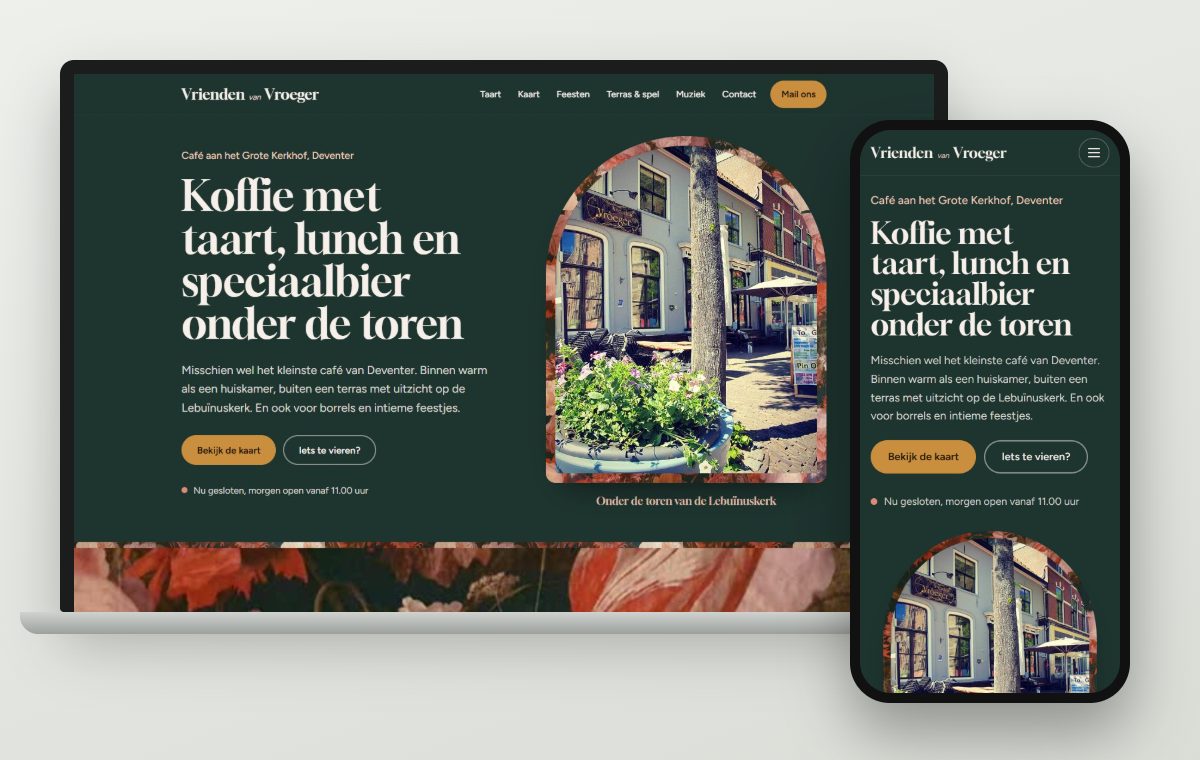 Vrienden van Vroeger
Taart Kaart Feesten Terras & spel Muziek Contact Mail ons
Café aan het Grote Kerkhof, Deventer
Koffie met
taart, lunch en
speciaalbier
onder de toren
Misschien wel het kleinste café van Deventer. Binnen warm
als een huiskamer, buiten een terras met uitzicht op de
Lebuïnuskerk. En ook voor borrels en intieme feestjes.
Bekijk de kaart Iets te vieren?
Nu gesloten, morgen open vanaf 11.00 uur
Onder de toren van de Lebuïnuskerk
Vrienden van Vroeger
Café aan het Grote Kerkhof, Deventer
Koffie met
taart, lunch en
speciaalbier
onder de toren
Misschien wel het kleinste café van Deventer.
Binnen warm als een huiskamer, buiten een
terras met uitzicht op de Lebuïnuskerk. En ook
voor borrels en intieme feestjes.
Bekijk de kaart Iets te vieren?
Nu gesloten, morgen open vanaf 11.00 uur